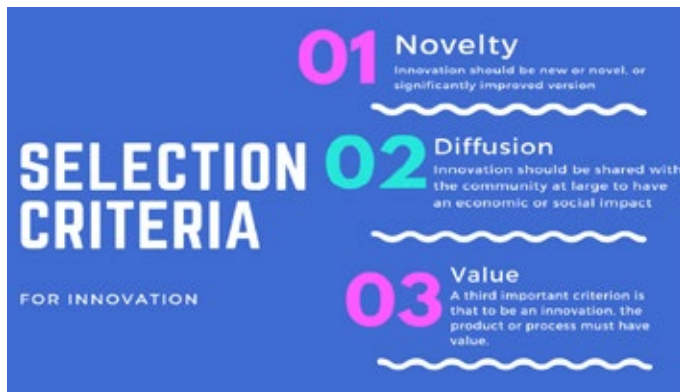 SELECTION
CRITERIA
FOR INNOVATION
01
Novelty
Innovation should be new or novel, or
significantly improved version
02
Diffusion
Innovation should be shared with
the community at large to have
an economic or social impact
03
Value
A third important criterion is
that to be an innovation, the
product or process must have
value.